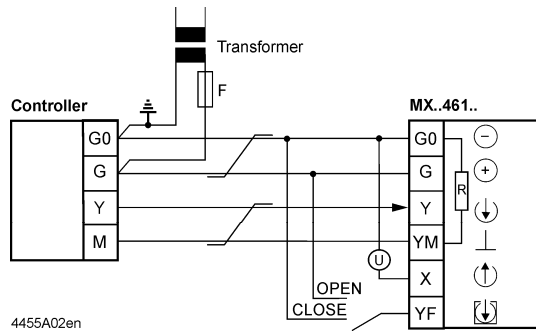 Transformer
F
Controller
MX..461..
G0
G0
G
G
R
Y
Y
M
YM
U
X
OPEN
CLOSE
YF
4455A02en